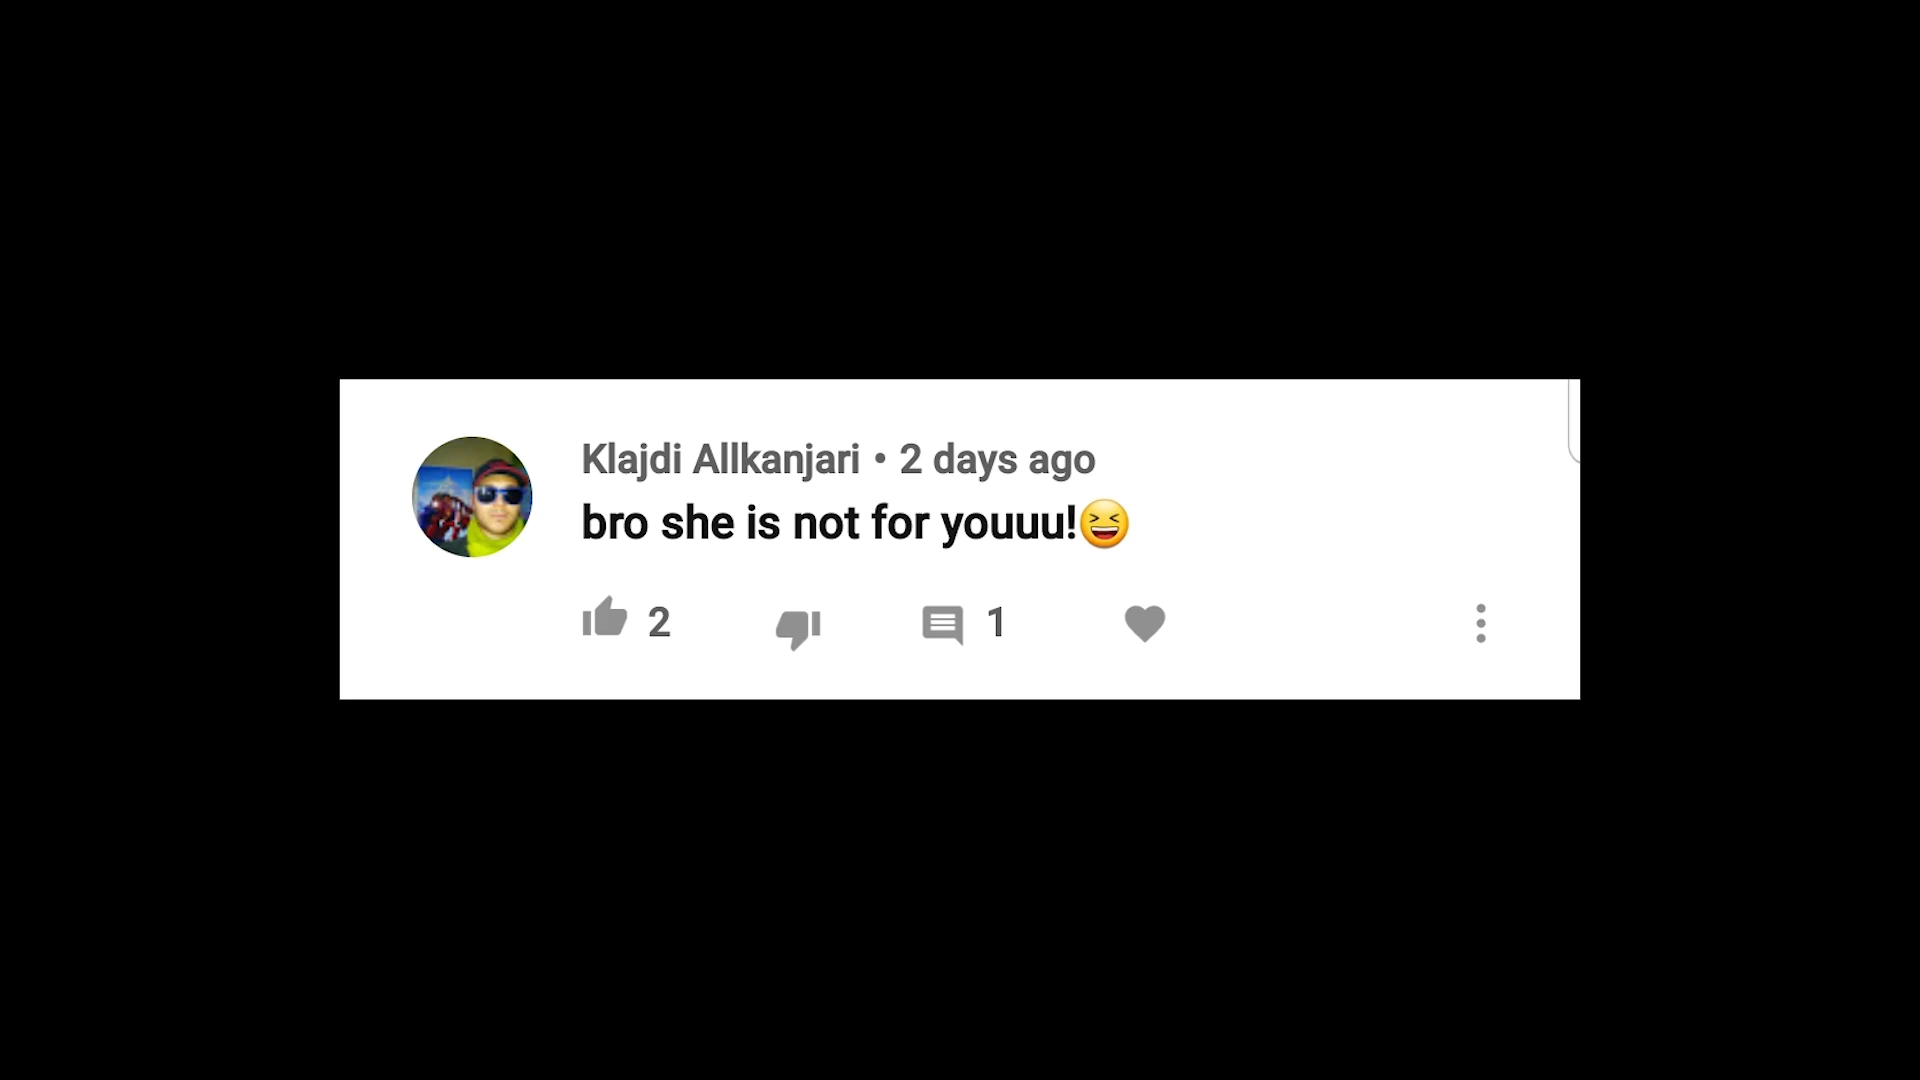 Klajdi Allkanjari • 2 days ago
bro she is not for youuu!😆
2 1